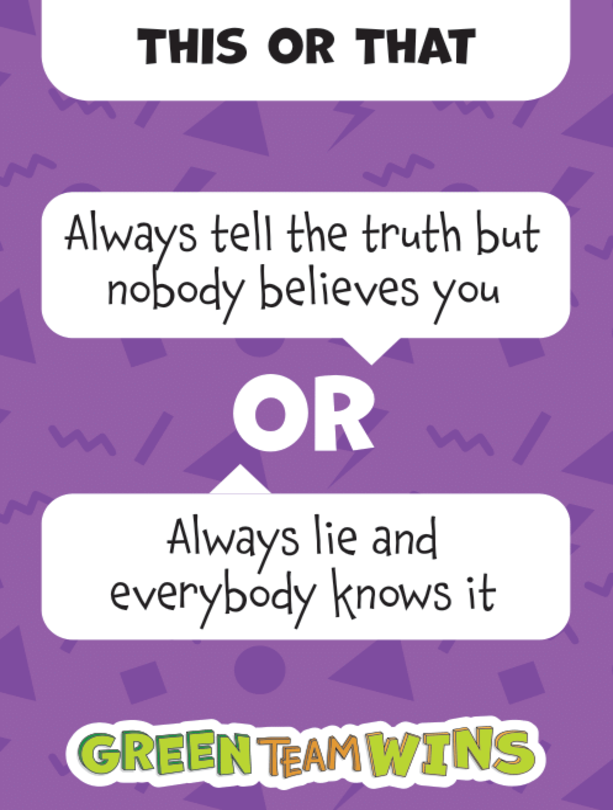 THIS OR THAT
Always tell the truth but
nobody believes you
OR
Always lie and
everybody knows it
GREEN TEAM WINS